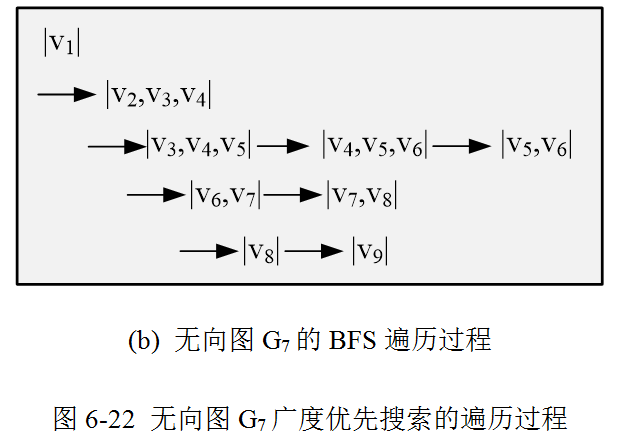 |v₁|
|v₂,v₃,v₄|
|v₃,v₄,v₅| |v₄,v₅,v₆| |v₅,v₆|
|v₆,v₇| |v₇,v₈|
|v₈| |v₉|
(b) 无向图 G₇ 的 BFS 遍历过程
图 6-22 无向图 G₇ 广度优先搜索的遍历过程